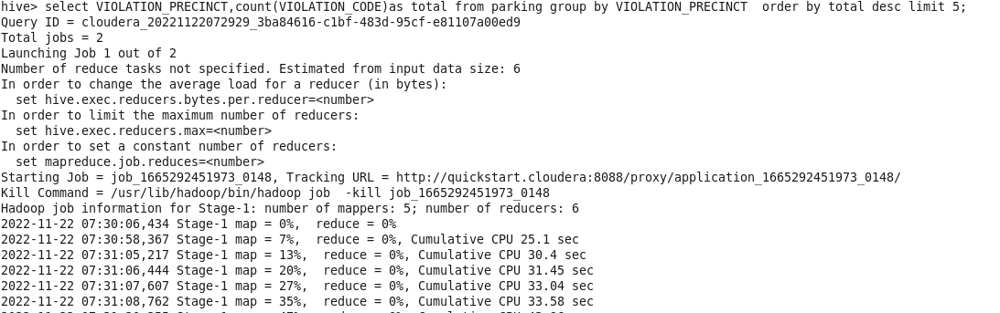 hive> select VIOLATION_PRECINCT,count(VIOLATION_CODE)as total from parking group by VIOLATION_PRECINCT  order by total desc limit 5;
Query ID = cloudera_20221122072929_3ba84616-c1bf-483d-95cf-e81107a00ed9
Total jobs = 2
Launching Job 1 out of 2
Number of reduce tasks not specified. Estimated from input data size: 6
In order to change the average load for a reducer (in bytes):
  set hive.exec.reducers.bytes.per.reducer=<number>
In order to limit the maximum number of reducers:
  set hive.exec.reducers.max=<number>
In order to set a constant number of reducers:
  set mapreduce.job.reduces=<number>
Starting Job = job_1665292451973_0148, Tracking URL = http://quickstart.cloudera:8088/proxy/application_1665292451973_0148/
Kill Command = /usr/lib/hadoop/bin/hadoop job  -kill job_1665292451973_0148
Hadoop job information for Stage-1: number of mappers: 5; number of reducers: 6
2022-11-22 07:30:06,434 Stage-1 map = 0%,  reduce = 0%
2022-11-22 07:30:58,367 Stage-1 map = 7%,  reduce = 0%, Cumulative CPU 25.1 sec
2022-11-22 07:31:05,217 Stage-1 map = 13%,  reduce = 0%, Cumulative CPU 30.4 sec
2022-11-22 07:31:06,444 Stage-1 map = 20%,  reduce = 0%, Cumulative CPU 31.45 sec
2022-11-22 07:31:07,607 Stage-1 map = 27%,  reduce = 0%, Cumulative CPU 33.04 sec
2022-11-22 07:31:08,762 Stage-1 map = 35%,  reduce = 0%, Cumulative CPU 33.58 sec